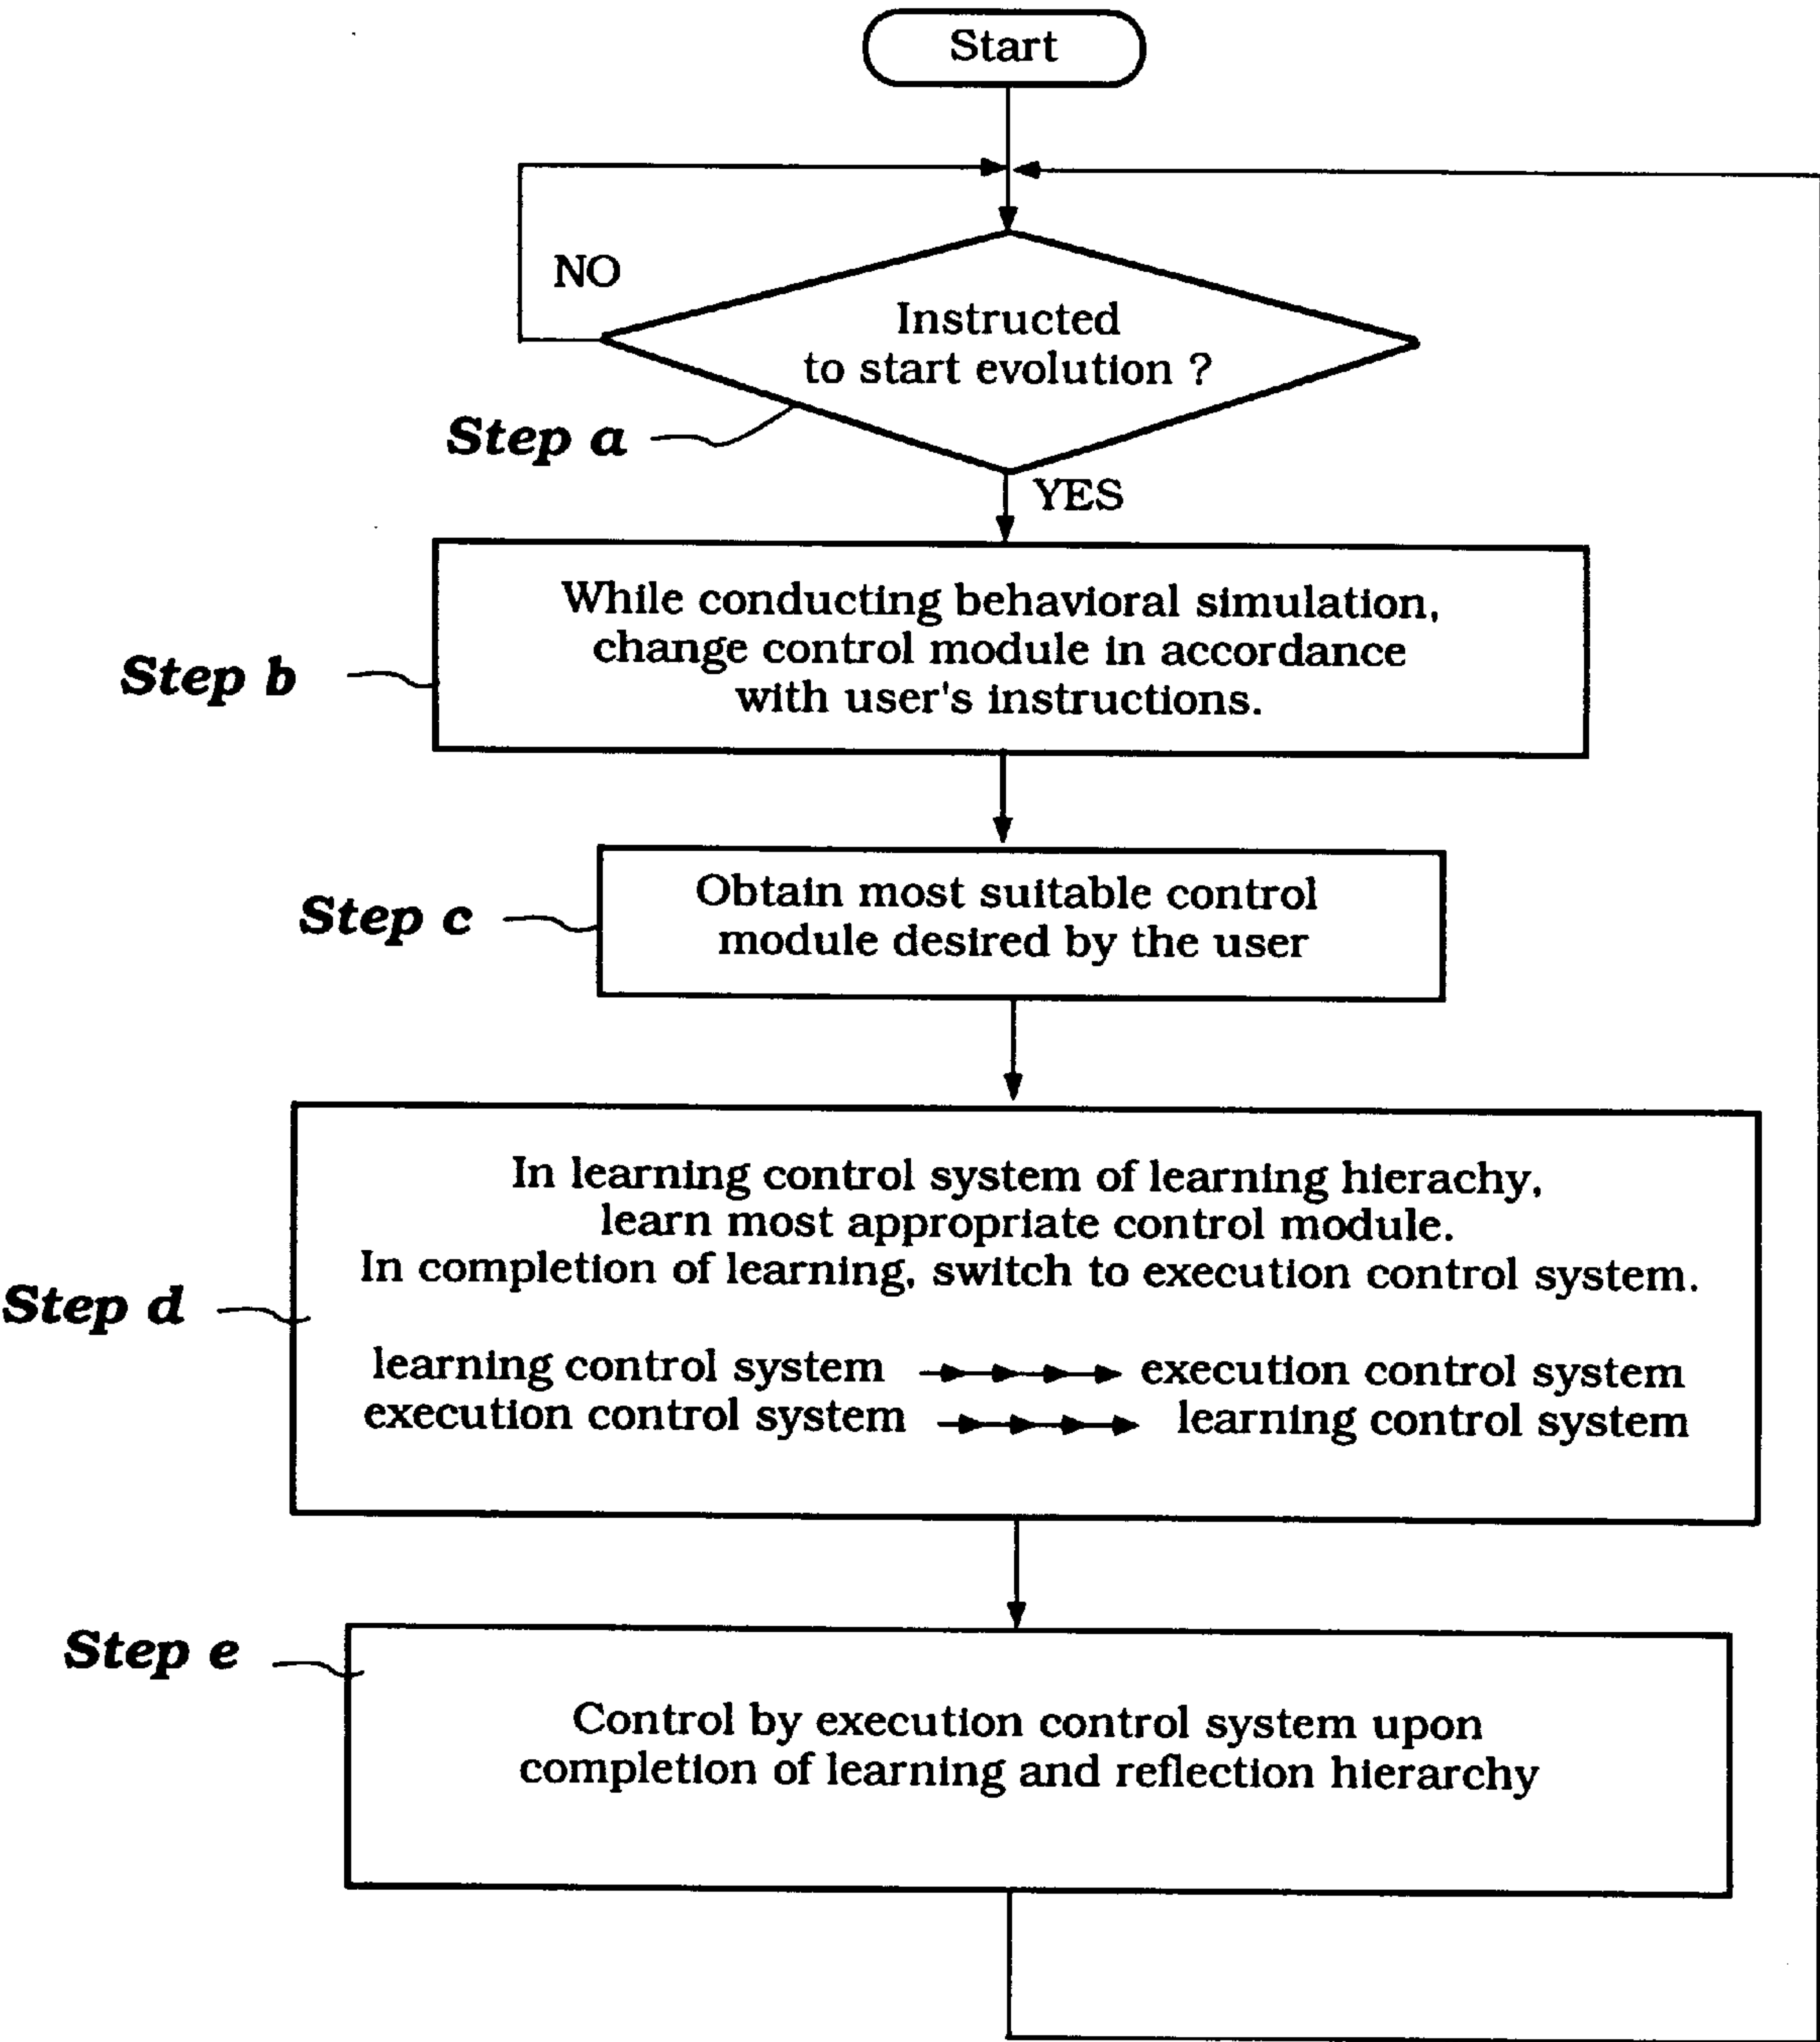 Start
NO
Instructed
to start evolution ?
Step a
YES
While conducting behavioral simulation,
change control module in accordance
with user's instructions.
Step b
Obtain most suitable control
module desired by the user
Step c
In learning control system of learning hierachy,
learn most appropriate control module.
In completion of learning, switch to execution control system.
Step d
learning control system execution control system
execution control system learning control system
Step e
Control by execution control system upon
completion of learning and reflection hierarchy